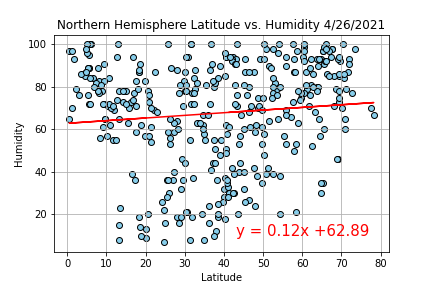 Northern Hemisphere Latitude vs. Humidity 4/26/2021
100
80
60
40
20
Humidity
y = 0.12x +62.89
0 10 20 30 40 50 60 70 80
Latitude